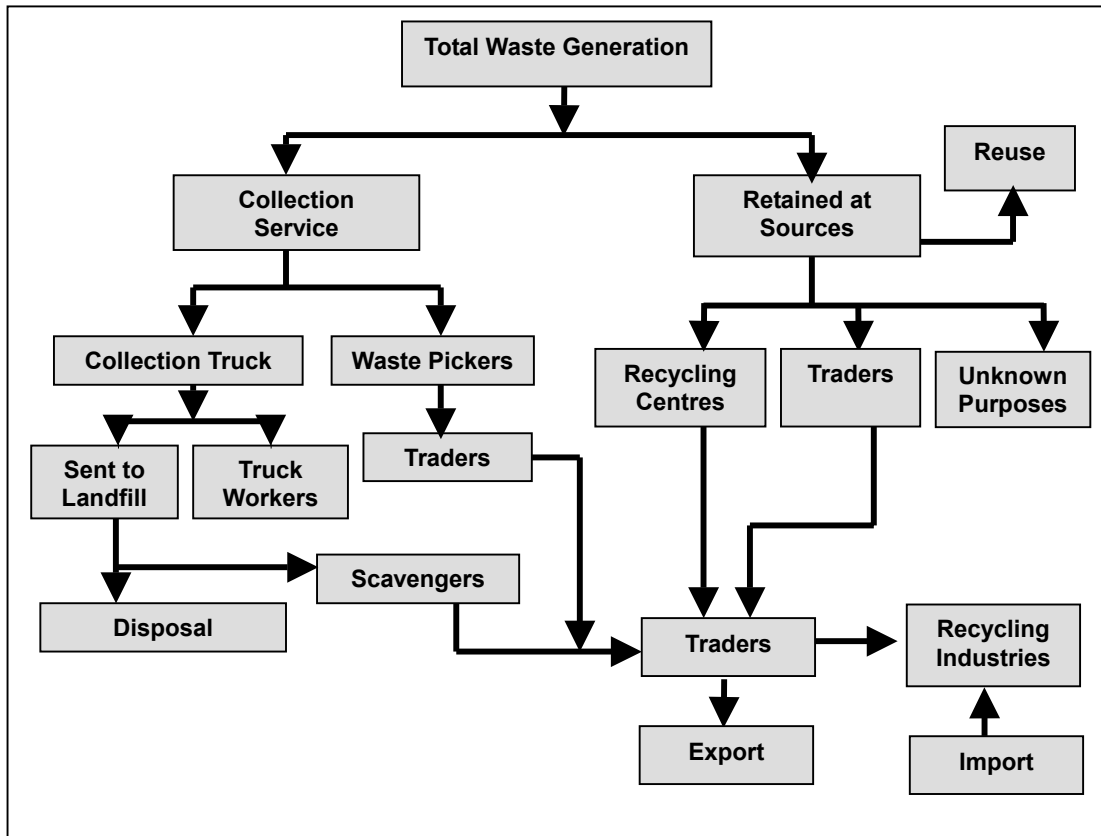 Total Waste Generation
Reuse
Collection
Service
Retained at
Sources
Collection Truck
Waste Pickers
Recycling
Centres
Traders
Unknown
Purposes
Sent to
Landfill
Truck
Workers
Traders
Scavengers
Disposal
Traders
Recycling
Industries
Export
Import